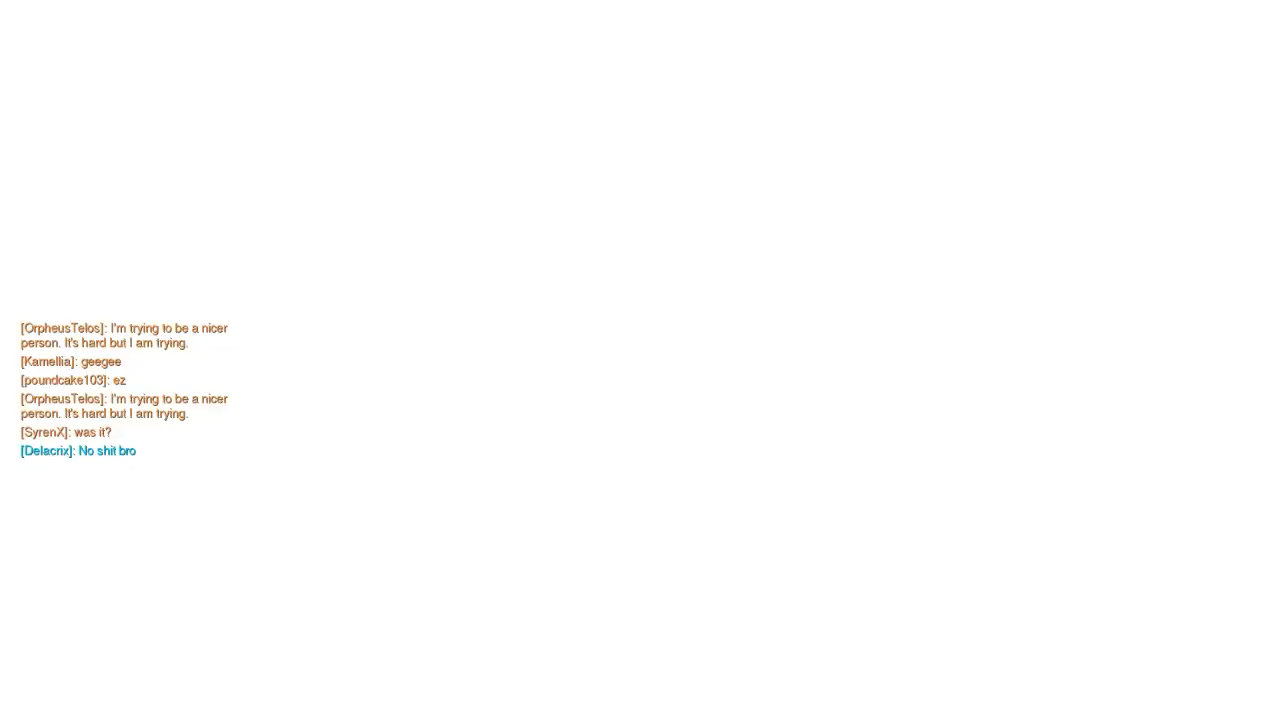 [OrpheusTelos]: I'm trying to be a nicer
person. It's hard but I am trying.
[Kamellia]: geegee
[poundcake103]: ez
[OrpheusTelos]: I'm trying to be a nicer
person. It's hard but I am trying.
[SyrenX]: was it?
[Delacrix]: No shit bro